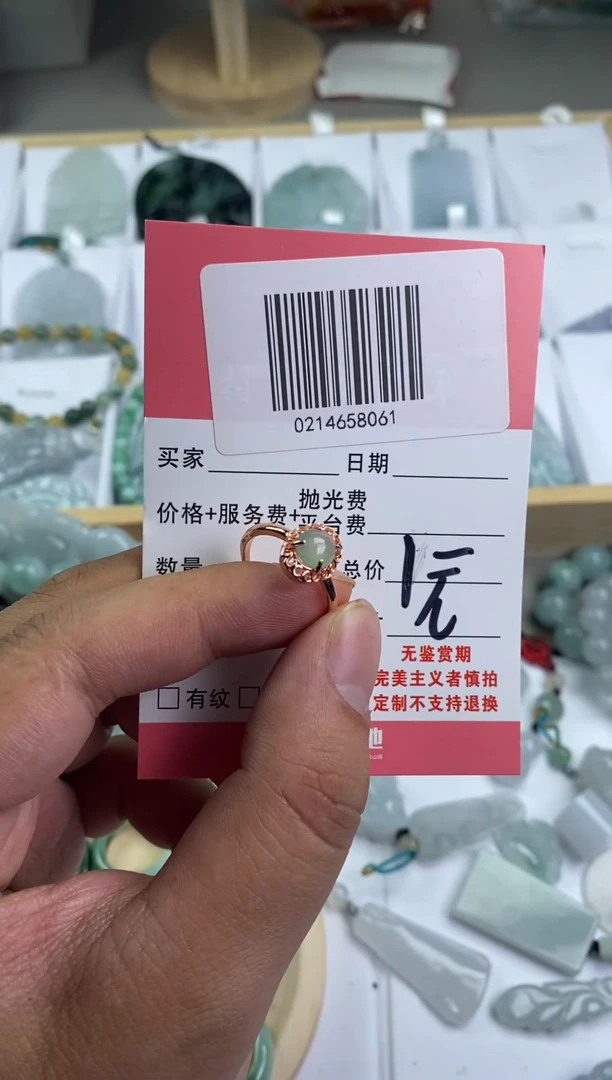 0214658061
买家 日期
抛光费
价格+服务费+平台费
数量 总价
1元
无鉴赏期
完美主义者慎拍
定制不支持退换
□有纹□